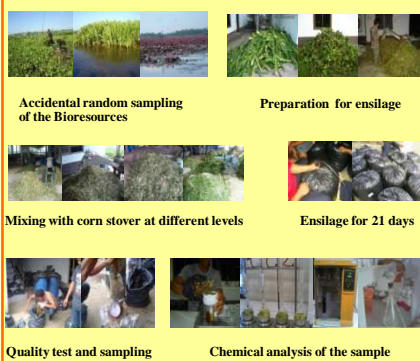 Accidental random sampling
of the Bioresources
Preparation for ensilage
Mixing with corn stover at different levels
Ensilage for 21 days
Quality test and sampling
Chemical analysis of the sample